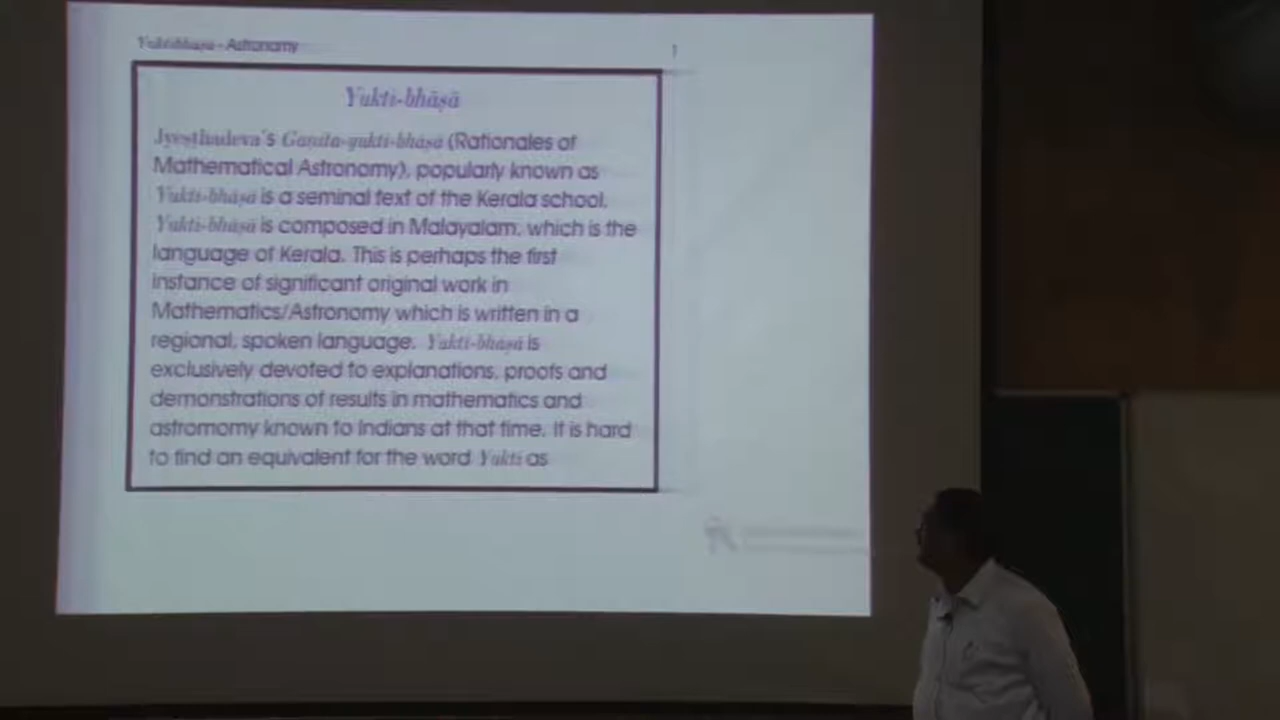 Yuktibhāṣā - Astronomy
1
Yukti-bhāṣā
Jyeṣṭhadeva's Gaṇita-yukti-bhāṣā (Rationales of
Mathematical Astronomy), popularly known as
Yukti-bhāṣā is a seminal text of the Kerala school.
Yukti-bhāṣā is composed in Malayalam, which is the
language of Kerala. This is perhaps the first
instance of significant original work in
Mathematics/Astronomy which is written in a
regional, spoken language. Yukti-bhāṣā is
exclusively devoted to explanations, proofs and
demonstrations of results in mathematics and
astromomy known to Indians at that time. It is hard
to find an equivalent for the word Yukti as